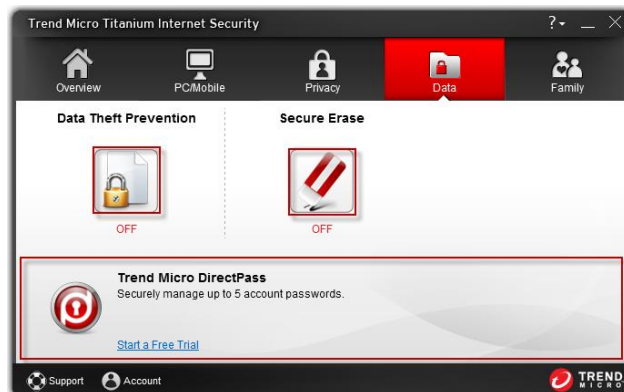 Trend Micro Titanium Internet Security
?
Overview
PC/Mobile
Privacy
Data
Family
Data Theft Prevention
Secure Erase
OFF
OFF
Trend Micro DirectPass
Securely manage up to 5 account passwords.
Start a Free Trial
Support
Account
TREND
MICRO